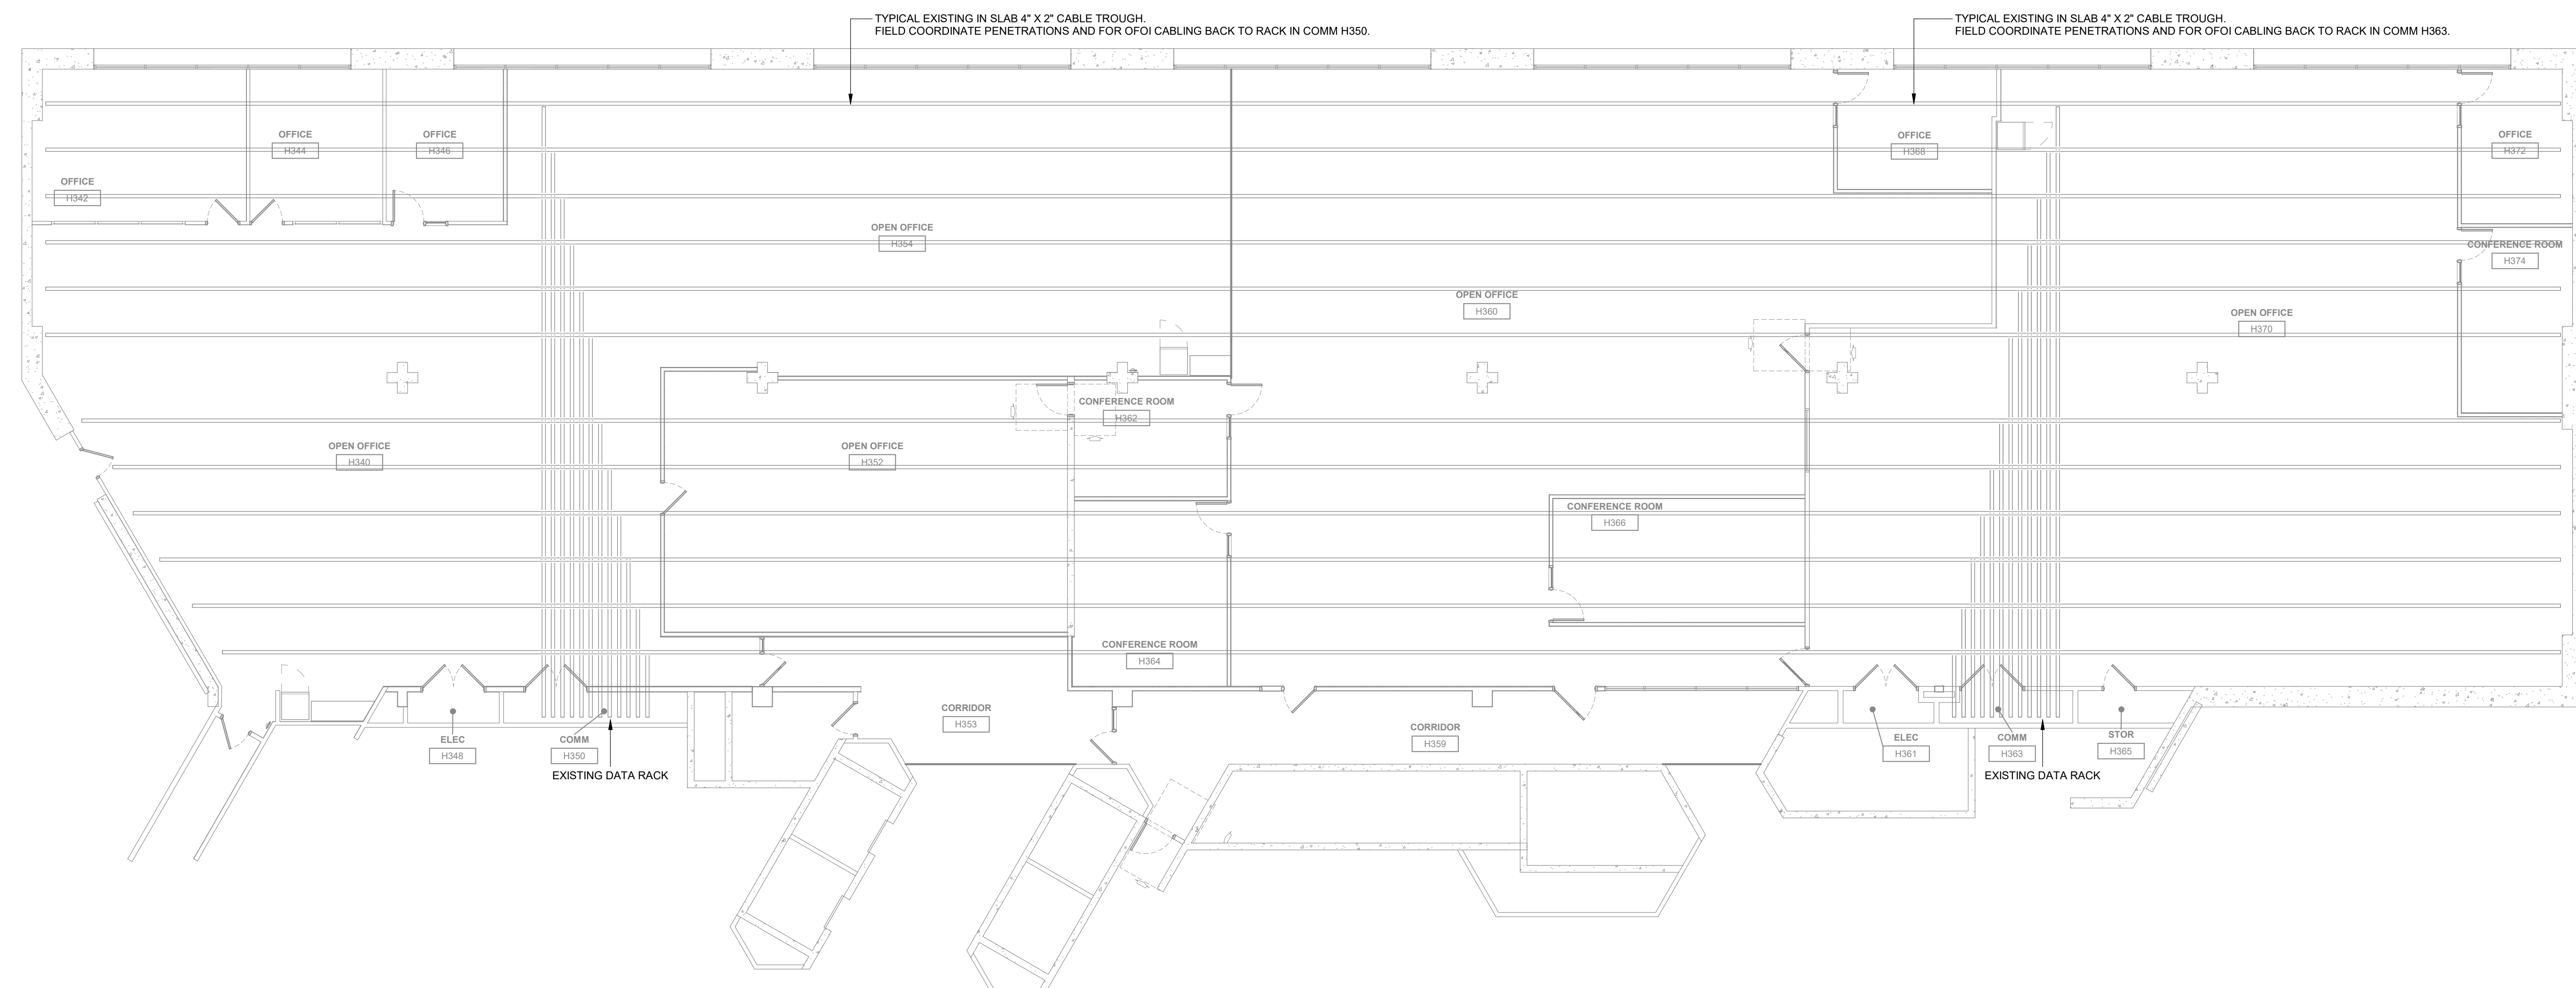 TYPICAL EXISTING IN SLAB 4" X 2" CABLE TROUGH.
FIELD COORDINATE PENETRATIONS AND FOR OFOI CABLING BACK TO RACK IN COMM H350.
TYPICAL EXISTING IN SLAB 4" X 2" CABLE TROUGH.
FIELD COORDINATE PENETRATIONS AND FOR OFOI CABLING BACK TO RACK IN COMM H363.
OFFICE
H344
OFFICE
H346
OFFICE
H368
OFFICE
H372
OFFICE
H342
OPEN OFFICE
H354
CONFERENCE ROOM
H374
OPEN OFFICE
H360
OPEN OFFICE
H370
CONFERENCE ROOM
H362
OPEN OFFICE
H340
OPEN OFFICE
H352
CONFERENCE ROOM
H366
CONFERENCE ROOM
H364
CORRIDOR
H353
CORRIDOR
H359
ELEC
H348
COMM
H350
EXISTING DATA RACK
ELEC
H361
COMM
H363
STOR
H365
EXISTING DATA RACK